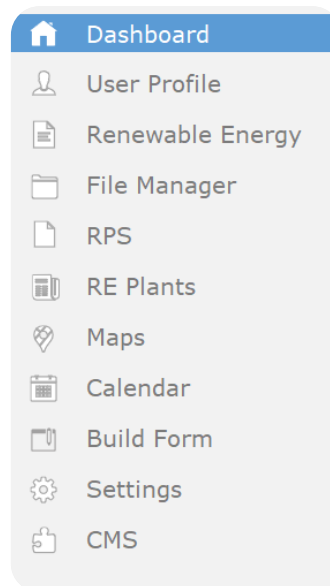 Dashboard
User Profile
Renewable Energy
File Manager
RPS
RE Plants
Maps
Calendar
Build Form
Settings
CMS